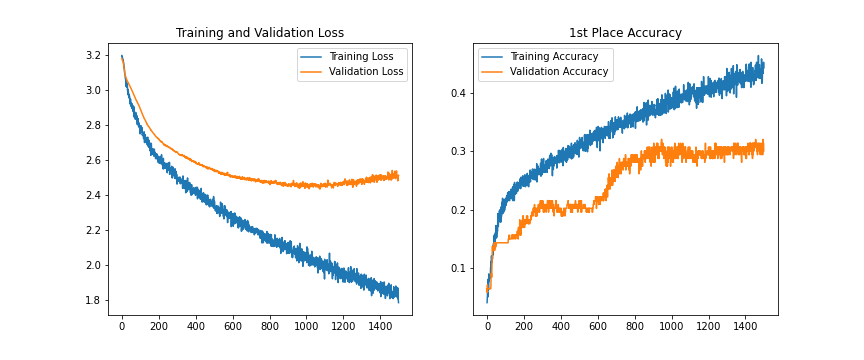 Training and Validation Loss
Training Loss
Validation Loss
3.2
3.0
2.8
2.6
2.4
2.2
2.0
1.8
0 200 400 600 800 1000 1200 1400
1st Place Accuracy
Training Accuracy
Validation Accuracy
0.4
0.3
0.2
0.1
0 200 400 600 800 1000 1200 1400